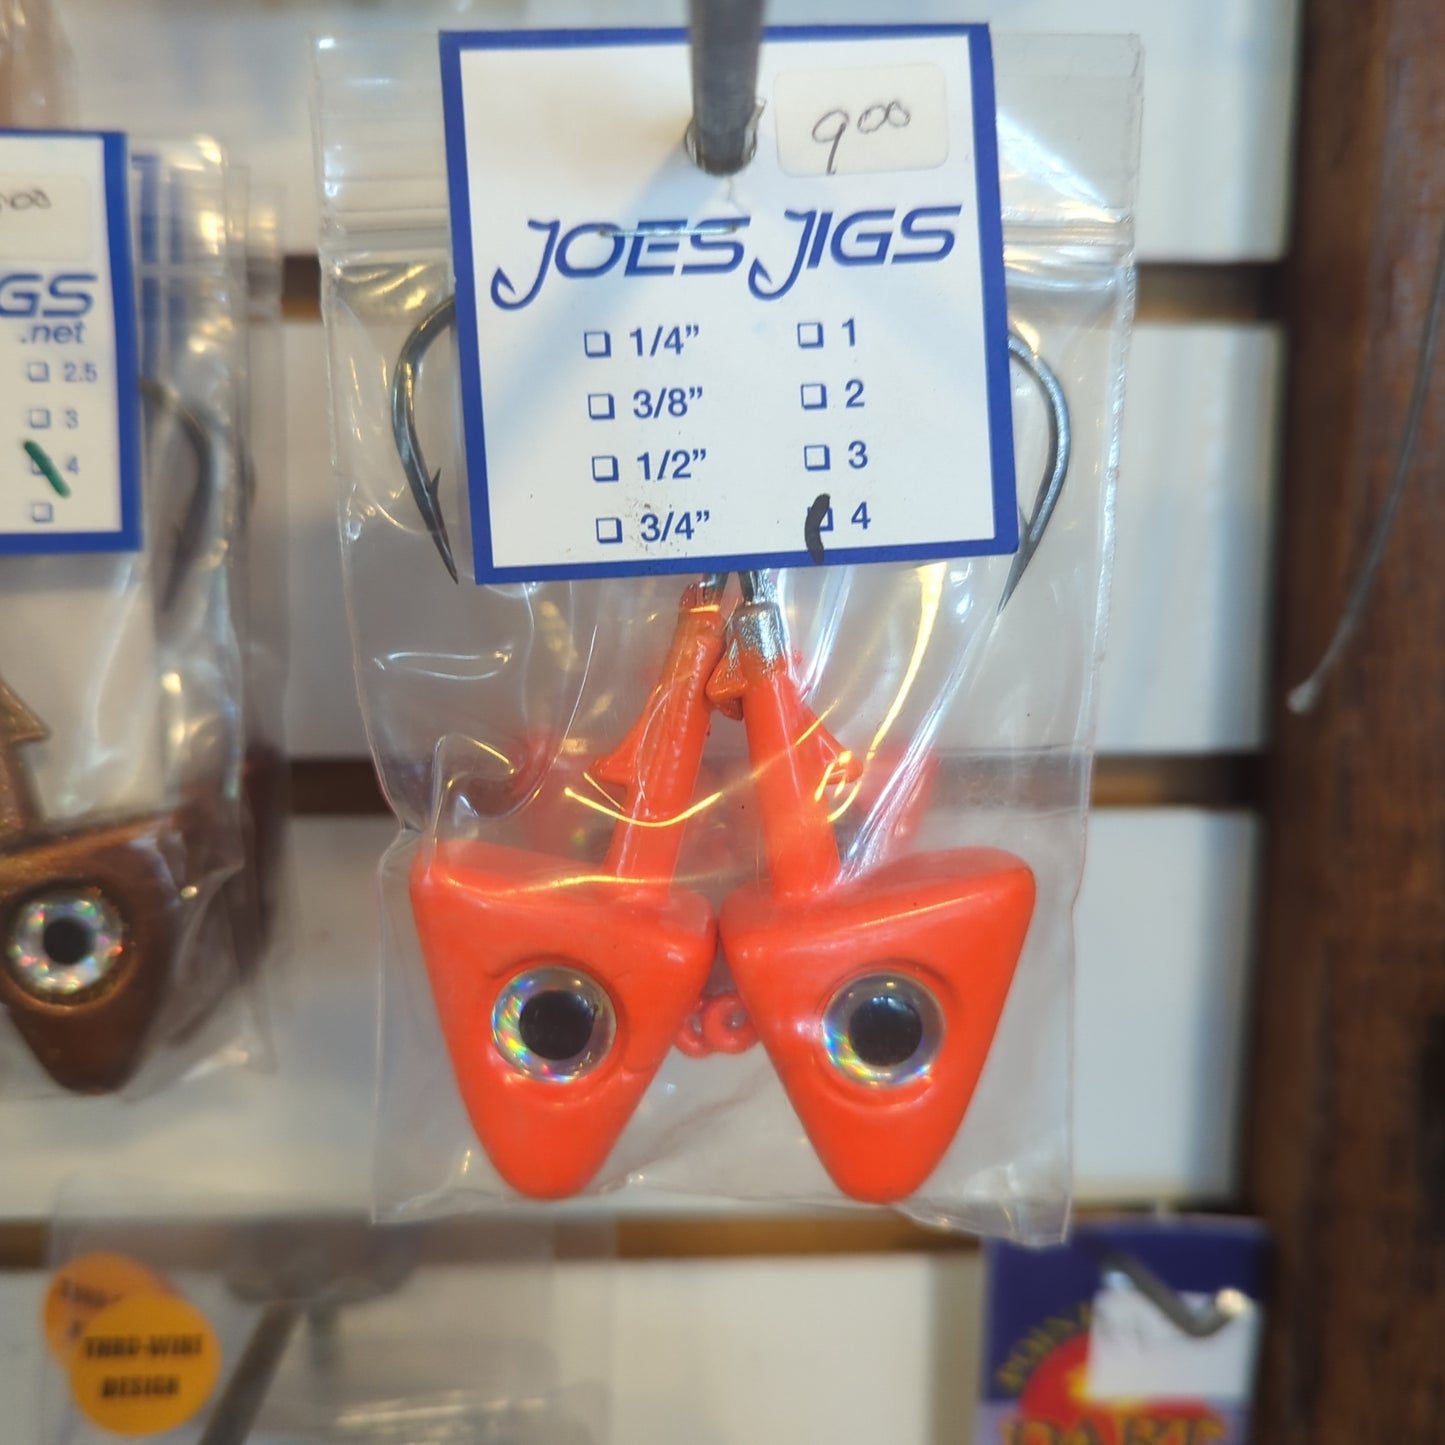 9 00
JOES JIGS
1/4” 1
3/8” 2
1/2” 3
3/4” 4
GS
.net
2.5
3
4
DESIGN